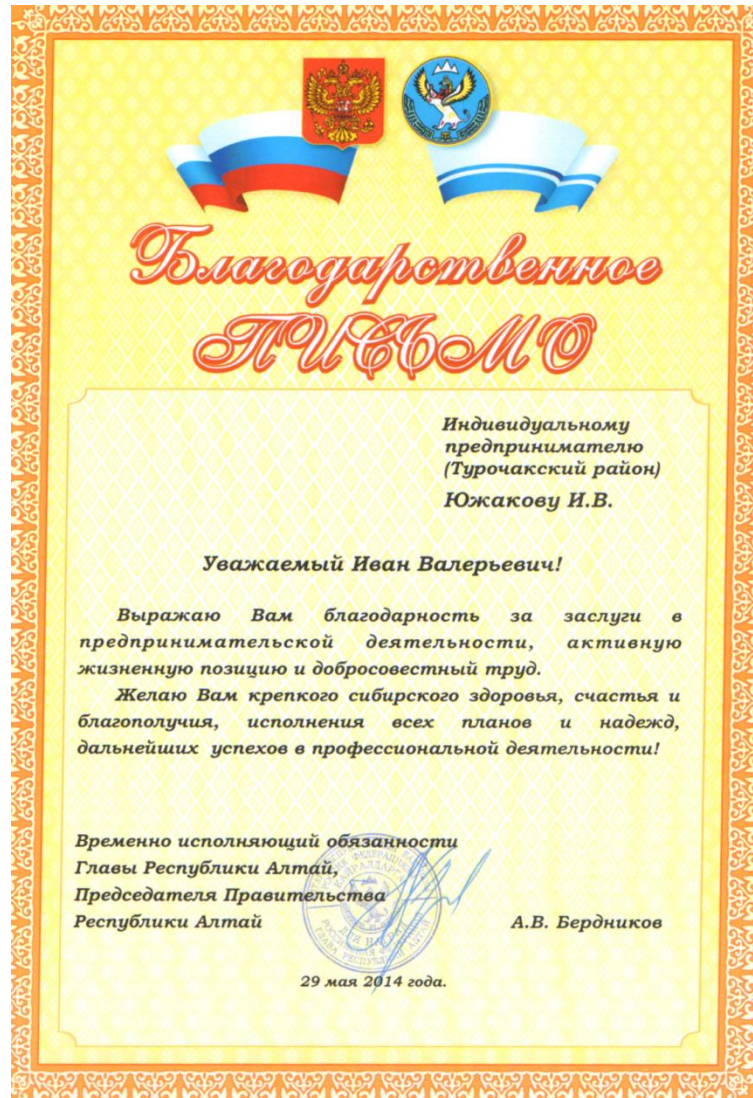 Благодарственное
ПИСЬМО
Индивидуальному
предпринимателю
(Турочакский район)
Южакову И.В.
Уважаемый Иван Валерьевич!
Выражаю Вам благодарность за заслуги в
предпринимательской деятельности, активную
жизненную позицию и добросовестный труд.
Желаю Вам крепкого сибирского здоровья, счастья и
благополучия, исполнения всех планов и надежд,
дальнейших успехов в профессиональной деятельности!
Временно исполняющий обязанности
Главы Республики Алтай,
Председателя Правительства
Республики Алтай А.В. Бердников
29 мая 2014 года.